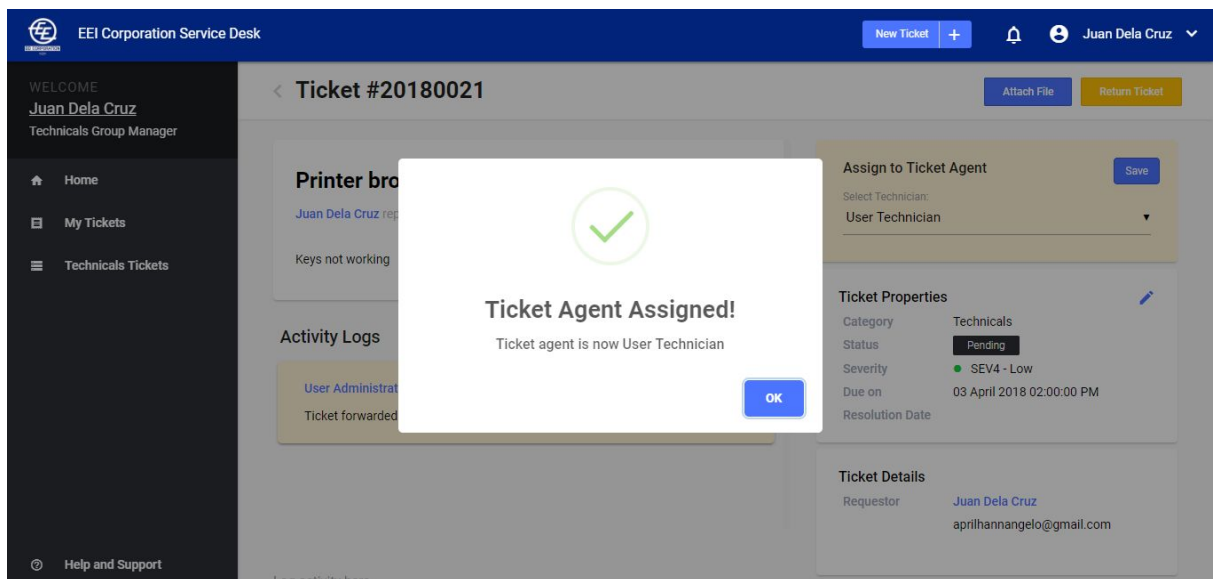 EEI Corporation Service Desk
New Ticket +
Juan Dela Cruz
WELCOME
Juan Dela Cruz
Technicals Group Manager
Home
My Tickets
Technicals Tickets
Help and Support
Ticket #20180021
Attach File
Return Ticket
Printer bro
Juan Dela Cruz rep
Keys not working
Activity Logs
User Administrat
Ticket forwarded
Ticket Agent Assigned!
Ticket agent is now User Technician
OK
Assign to Ticket Agent
Save
Select Technician:
User Technician
Ticket Properties
Category Technicals
Status Pending
Severity SEV4 - Low
Due on 03 April 2018 02:00:00 PM
Resolution Date
Ticket Details
Requestor Juan Dela Cruz
aprilhannangelo@gmail.com